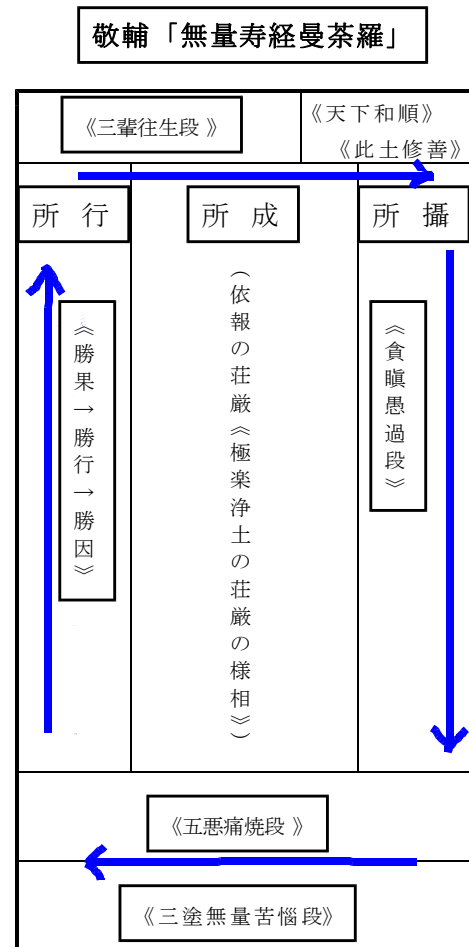 敬輔「無量寿経曼荼羅」
《三輩往生段 》
《天下和順》
《此土修善》
所 行
所 成
所 攝
《勝果→勝行→勝因》
（依報の荘厳《極楽浄土の荘厳の様相》）
《貪瞋愚過段》
《五悪痛焼段 》
《三塗無量苦悩段》